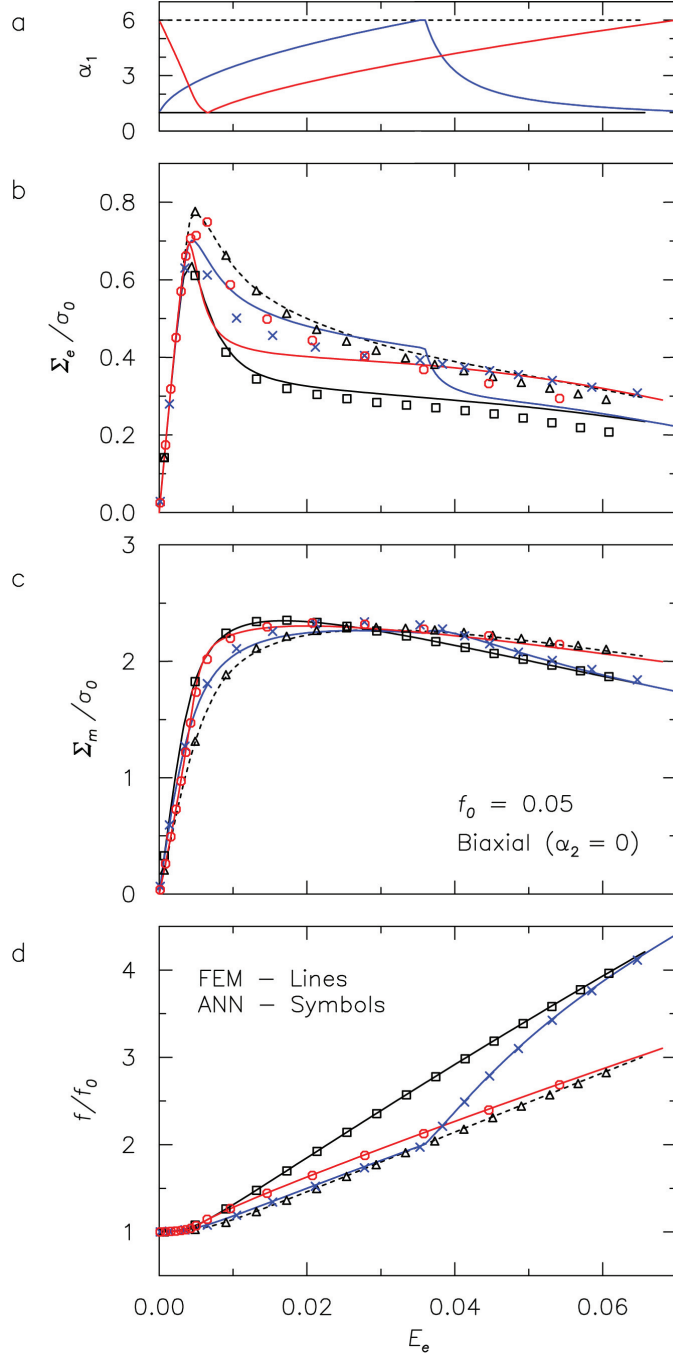 a
6
3
0
α₁
b
0.8
0.6
0.4
0.2
0.0
Σₑ/σ₀
c
3
2
1
0
Σₘ/σ₀
f₀ = 0.05
Biaxial (α₂ = 0)
d
4
3
2
1
f/f₀
FEM – Lines
ANN – Symbols
0.00 0.02 0.04 0.06
Eₑ